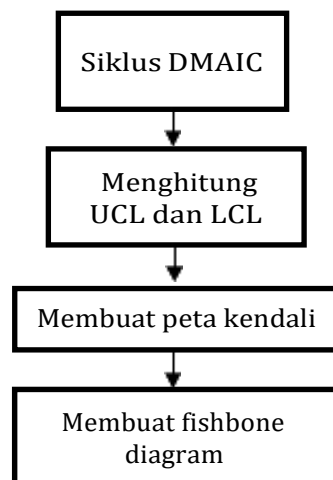 Siklus DMAIC
Menghitung
UCL dan LCL
Membuat peta kendali
Membuat fishbone
diagram